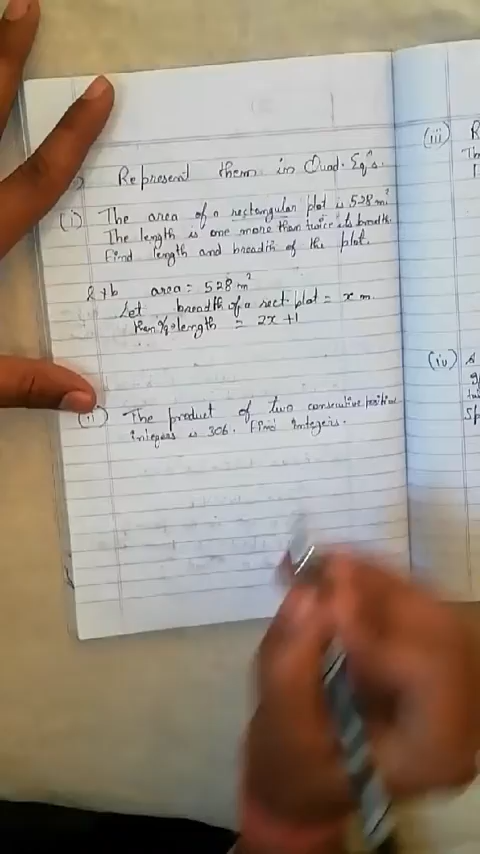 Represent them in Quad. Eqns.
(i) The area of a rectangular plot is 528 m²
The length is one more than twice its breadth.
Find length and breadth of the plot.
area = 528 m²
Let breadth of a rect. plot = x m.
length = 2x + 1
(ii) The product of two consecutive positive
integers is 306. Find integers.
(iii)
(iv)